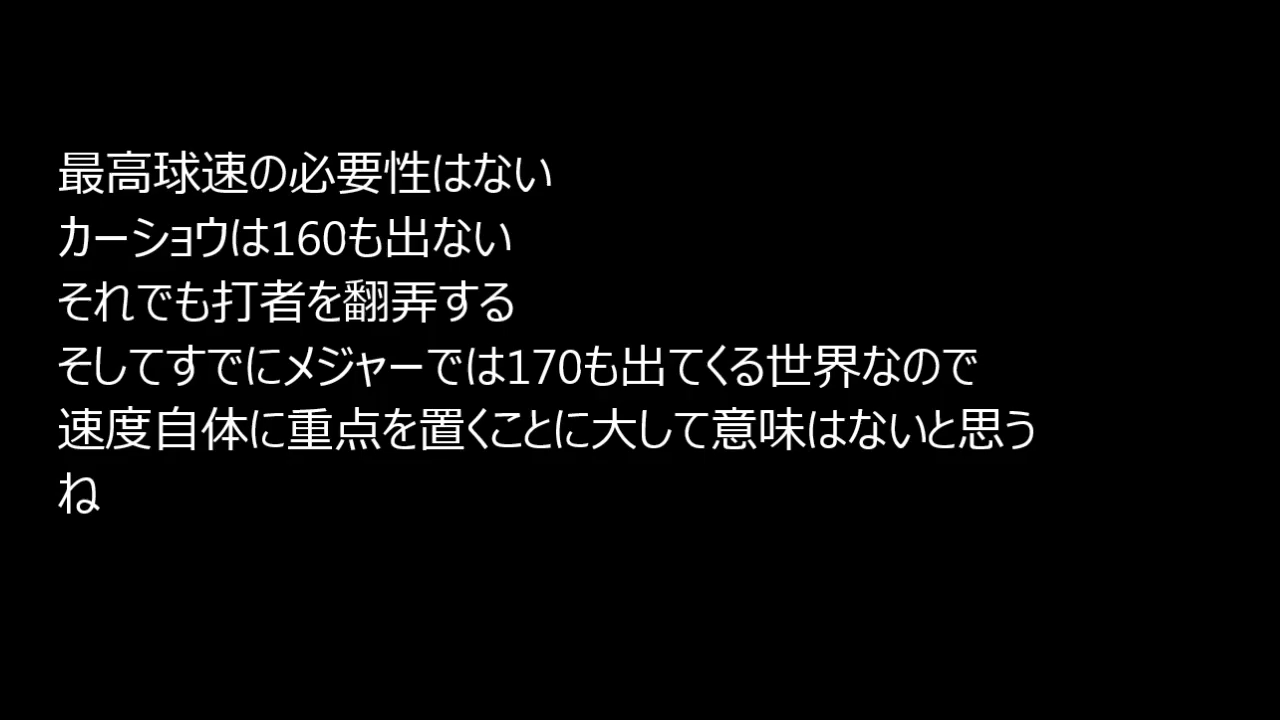 最高球速の必要性はない
カーショウは160も出ない
それでも打者を翻弄する
そしてすでにメジャーでは170も出てくる世界なので
速度自体に重点を置くことに大して意味はないと思う
ね